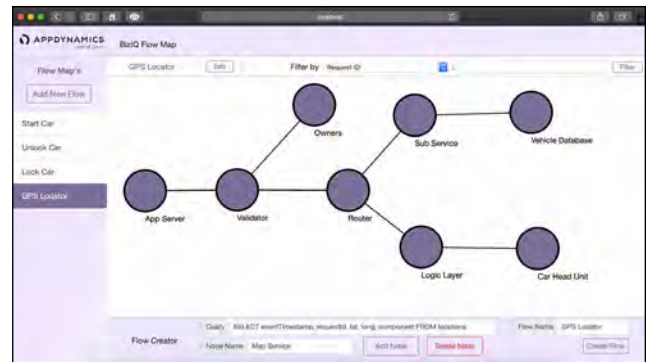 APPDYNAMICS
BizIQ Flow Map
Flow Map's
GPS Locator
Edit
Filter by
Request ID
Filter
Add New Flow
Start Car
Unlock Car
Lock Car
GPS Locator
Owners
Sub Service
Vehicle Database
App Server
Validator
Router
Logic Layer
Car Head Unit
Flow Creator
Query
SELECT eventTimestamp, requestId, lat, long, component FROM locations
Flow Name
GPS Locator
Node Name
Map Service
Add Node
Delete Node
Create Flow